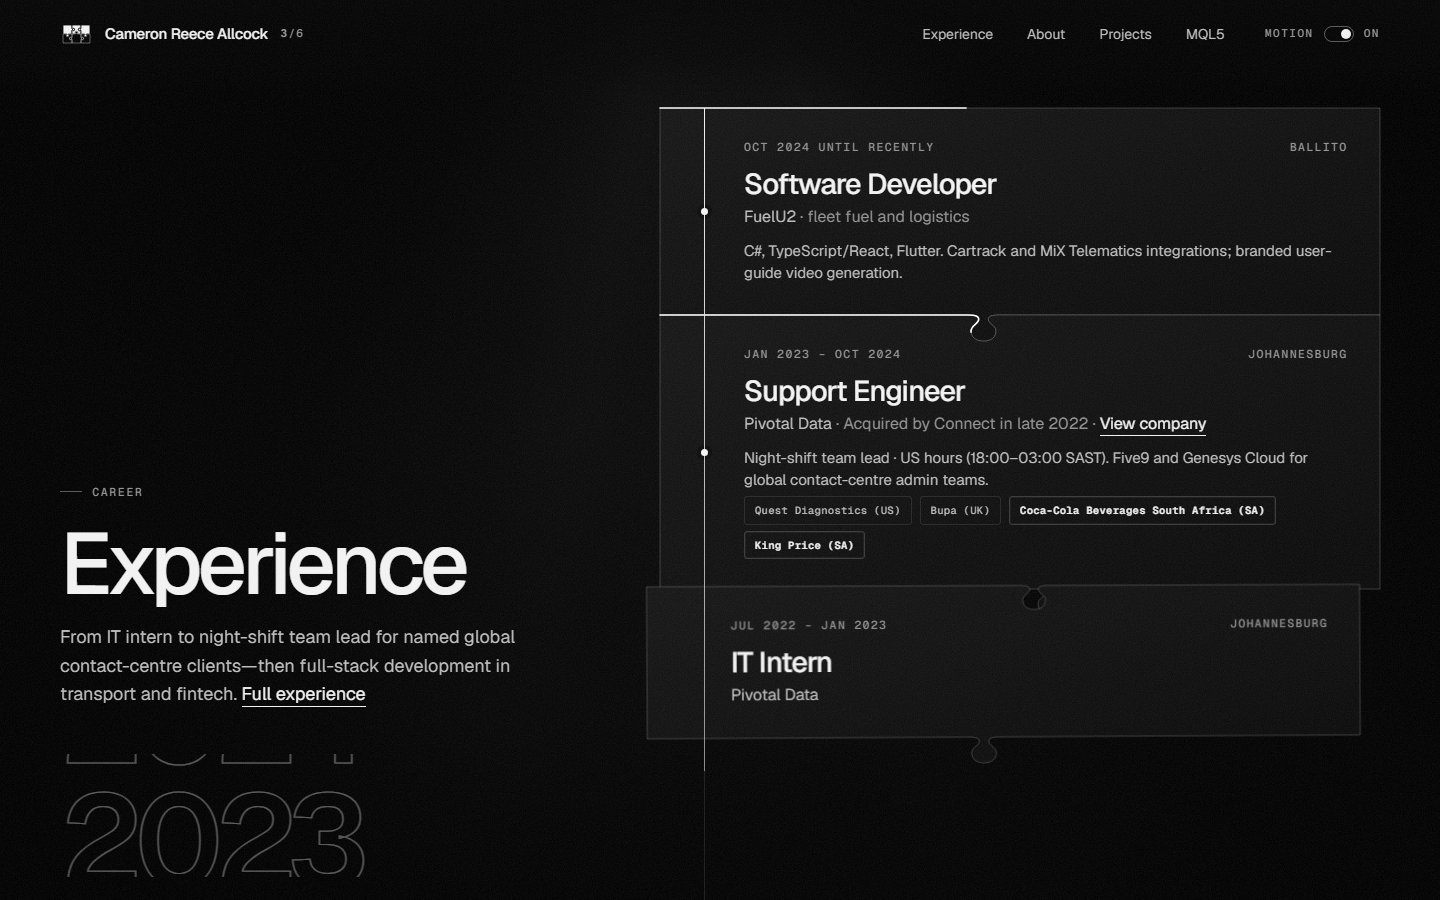 Cameron Reece Allcock 3/6
Experience About Projects MQL5 MOTION ON
OCT 2024 UNTIL RECENTLY BALLITO
Software Developer
FuelU2 · fleet fuel and logistics
C#, TypeScript/React, Flutter. Cartrack and MiX Telematics integrations; branded user-
guide video generation.
JAN 2023 – OCT 2024 JOHANNESBURG
Support Engineer
Pivotal Data · Acquired by Connect in late 2022 · View company
Night-shift team lead · US hours (18:00–03:00 SAST). Five9 and Genesys Cloud for
global contact-centre admin teams.
Quest Diagnostics (US) Bupa (UK) Coca-Cola Beverages South Africa (SA)
King Price (SA)
JUL 2022 – JAN 2023 JOHANNESBURG
IT Intern
Pivotal Data
CAREER
Experience
From IT intern to night-shift team lead for named global
contact-centre clients—then full-stack development in
transport and fintech. Full experience
2023